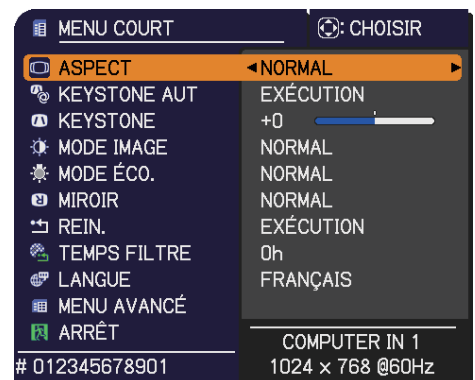 MENU COURT : CHOISIR
ASPECT NORMAL
KEYSTONE AUT EXÉCUTION
KEYSTONE +0
MODE IMAGE NORMAL
MODE ÉCO. NORMAL
MIROIR NORMAL
REIN. EXÉCUTION
TEMPS FILTRE 0h
LANGUE FRANÇAIS
MENU AVANCÉ
ARRÊT COMPUTER IN 1
# 012345678901 1024 x 768 @60Hz